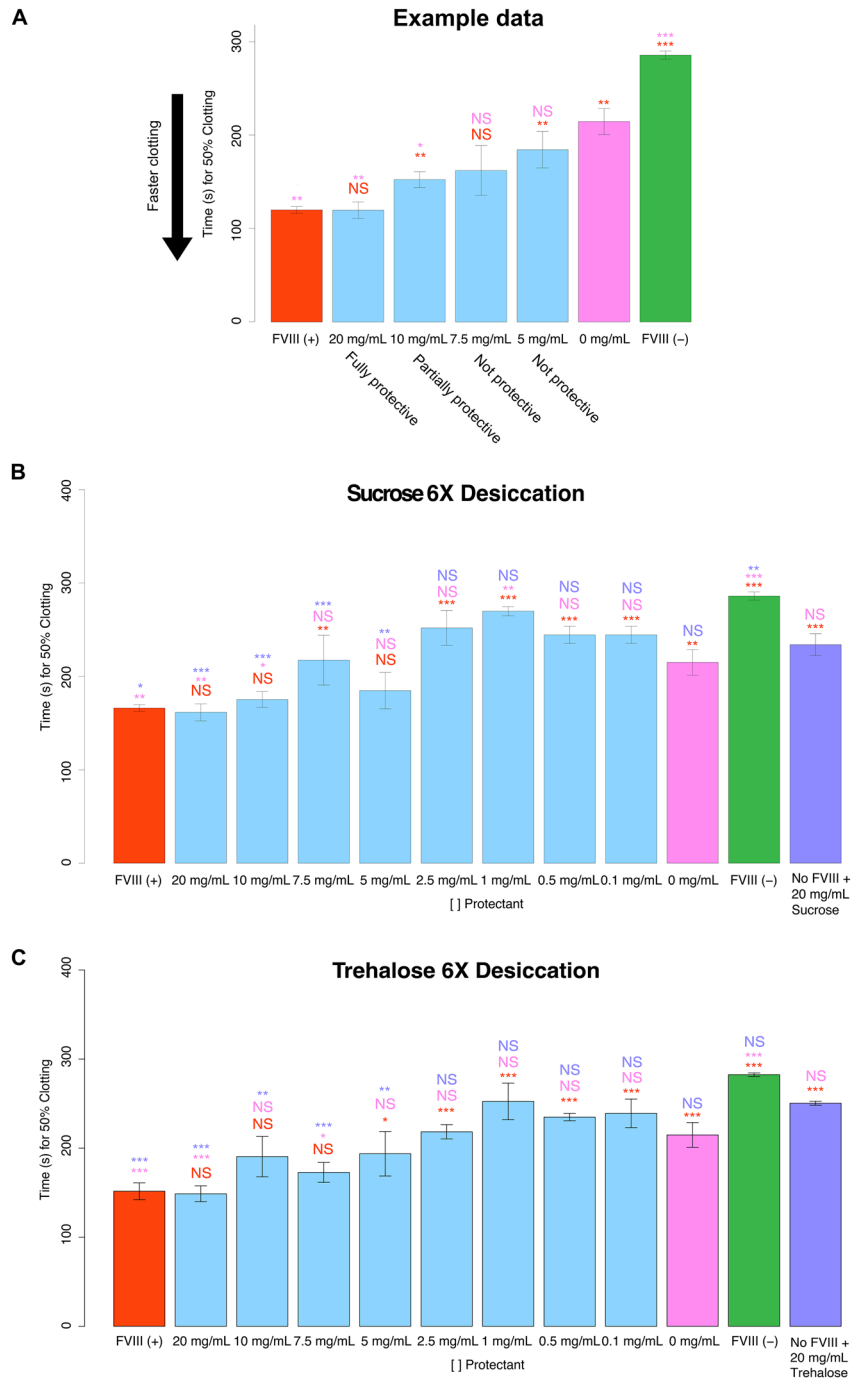 A
Example data
Faster clotting
Time (s) for 50% Clotting
300
200
100
0
**
**
NS
*
**
NS
NS
NS
**
**
***
***
FVIII (+)
20 mg/mL
10 mg/mL
7.5 mg/mL
5 mg/mL
0 mg/mL
FVIII (–)
Fully protective
Partially protective
Not protective
Not protective
B
Sucrose 6X Desiccation
Time (s) for 50% Clotting
400
300
200
100
0
*
**
***
**
NS
***
*
NS
***
NS
**
**
NS
NS
NS
NS
***
NS
**
***
NS
NS
***
NS
NS
***
NS
**
**
***
***
NS
***
FVIII (+)
20 mg/mL
10 mg/mL
7.5 mg/mL
5 mg/mL
2.5 mg/mL
1 mg/mL
0.5 mg/mL
0.1 mg/mL
0 mg/mL
FVIII (–)
No FVIII +
20 mg/mL
Sucrose
[ ] Protectant
C
Trehalose 6X Desiccation
Time (s) for 50% Clotting
400
300
200
100
0
***
***
***
***
NS
**
NS
NS
***
*
NS
**
NS
*
NS
NS
***
NS
NS
***
NS
NS
***
NS
NS
***
NS
***
NS
***
***
NS
***
FVIII (+)
20 mg/mL
10 mg/mL
7.5 mg/mL
5 mg/mL
2.5 mg/mL
1 mg/mL
0.5 mg/mL
0.1 mg/mL
0 mg/mL
FVIII (–)
No FVIII +
20 mg/mL
Trehalose
[ ] Protectant